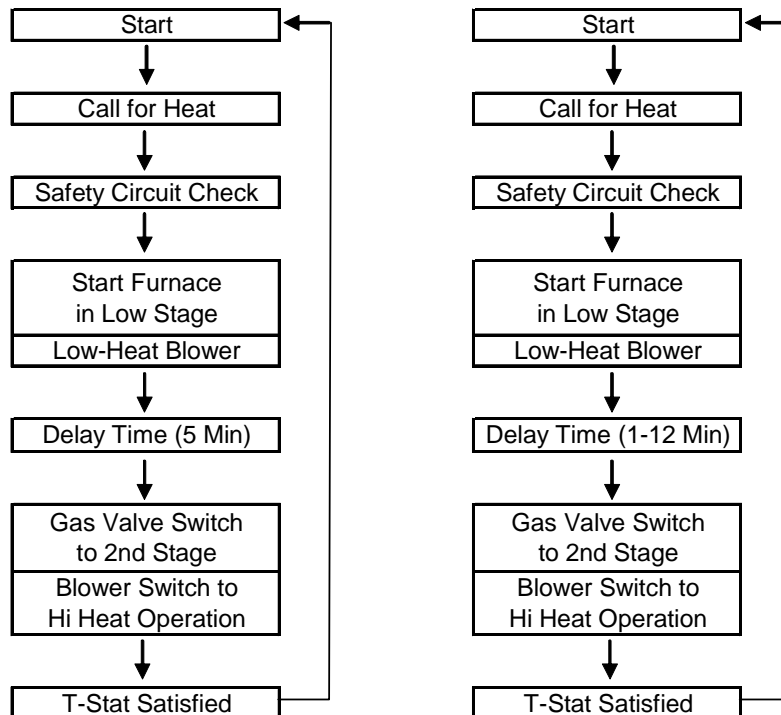 Start
Call for Heat
Safety Circuit Check
Start Furnace
in Low Stage
Low-Heat Blower
Delay Time (5 Min)
Gas Valve Switch
to 2nd Stage
Blower Switch to
Hi Heat Operation
T-Stat Satisfied
Start
Call for Heat
Safety Circuit Check
Start Furnace
in Low Stage
Low-Heat Blower
Delay Time (1-12 Min)
Gas Valve Switch
to 2nd Stage
Blower Switch to
Hi Heat Operation
T-Stat Satisfied